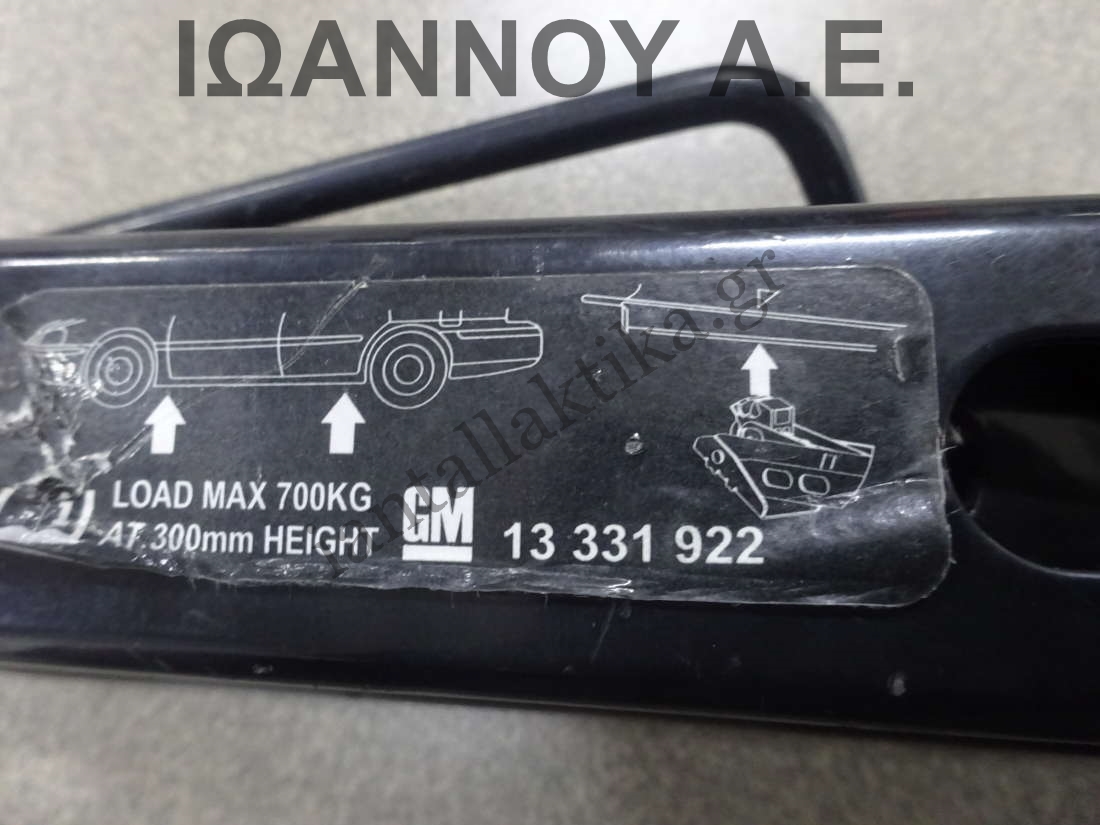 ΙΩΑΝΝΟΥ Α.Ε.
antallaktika.gr
LOAD MAX 700KG
AT 300mm HEIGHT
GM
13 331 922